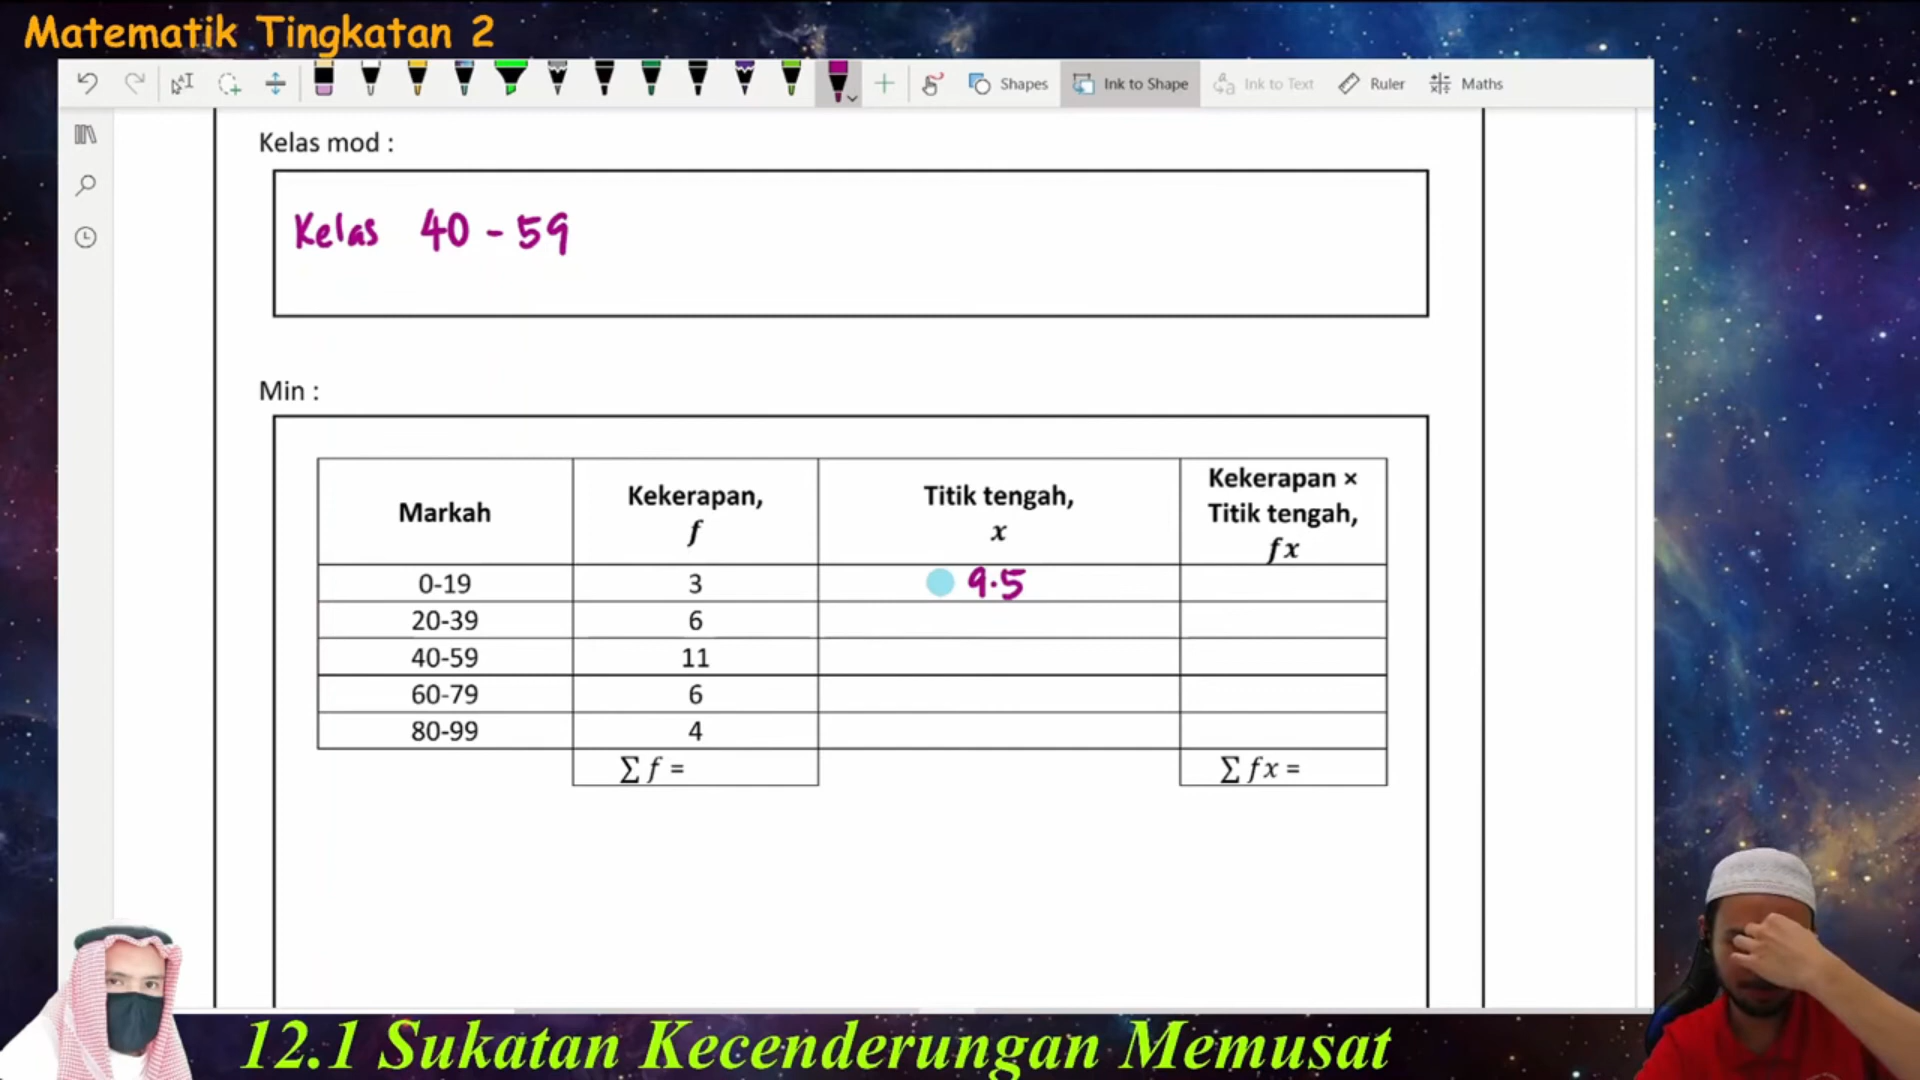 Matematik Tingkatan 2
Shapes Ink to Shape Ink to Text Ruler Maths
Kelas mod :
Kelas 40 - 59
Min :
Markah Kekerapan, f Titik tengah, x Kekerapan × Titik tengah, fx
0-19 3 9.5
20-39 6
40-59 11
60-79 6
80-99 4
∑ f = ∑ fx =
12.1 Sukatan Kecenderungan Memusat